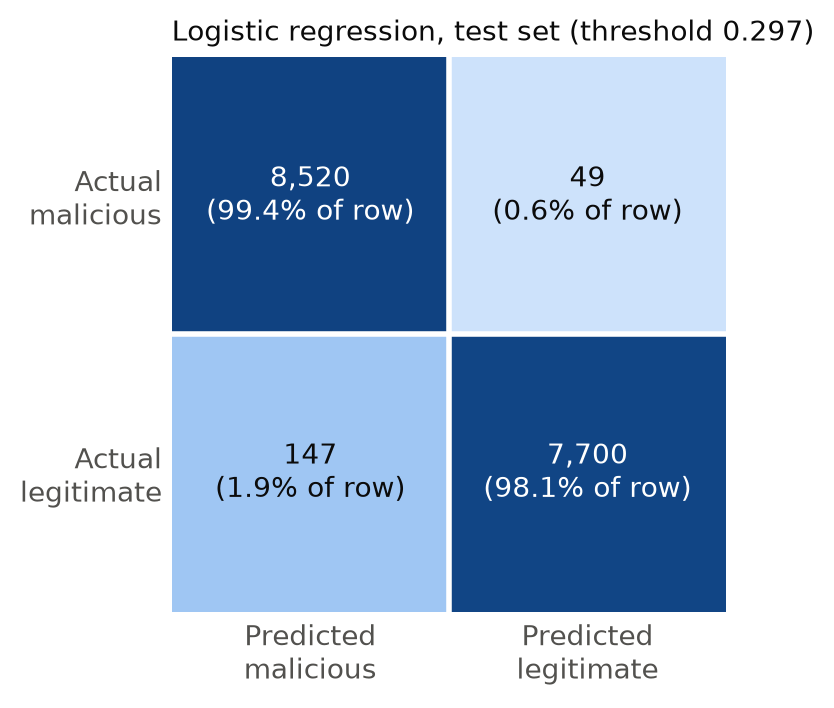 Logistic regression, test set (threshold 0.297)
Actual
malicious
8,520
(99.4% of row)
49
(0.6% of row)
Actual
legitimate
147
(1.9% of row)
7,700
(98.1% of row)
Predicted
malicious
Predicted
legitimate